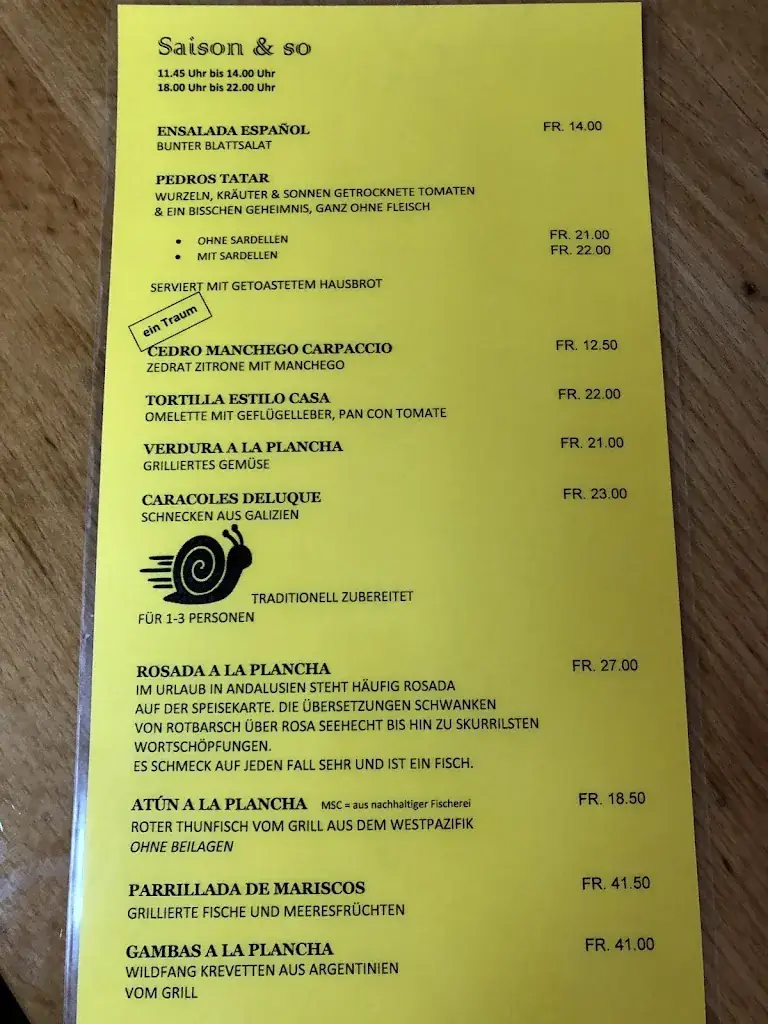 Saison & so
11.45 Uhr bis 14.00 Uhr
18.00 Uhr bis 22.00 Uhr
ENSALADA ESPAÑOL FR. 14.00
BUNTER BLATTSALAT
PEDROS TATAR
WURZELN, KRÄUTER & SONNEN GETROCKNETE TOMATEN
& EIN BISSCHEN GEHEIMNIS, GANZ OHNE FLEISCH
• OHNE SARDELLEN FR. 21.00
• MIT SARDELLEN FR. 22.00
SERVIERT MIT GETOASTETEM HAUSBROT
ein Traum
CEDRO MANCHEGO CARPACCIO FR. 12.50
ZEDRAT ZITRONE MIT MANCHEGO
TORTILLA ESTILO CASA FR. 22.00
OMELETTE MIT GEFLÜGELLEBER, PAN CON TOMATE
VERDURA A LA PLANCHA FR. 21.00
GRILLIERTES GEMÜSE
CARACOLES DELUQUE FR. 23.00
SCHNECKEN AUS GALIZIEN
TRADITIONELL ZUBEREITET
FÜR 1-3 PERSONEN
ROSADA A LA PLANCHA FR. 27.00
IM URLAUB IN ANDALUSIEN STEHT HÄUFIG ROSADA
AUF DER SPEISEKARTE. DIE ÜBERSETZUNGEN SCHWANKEN
VON ROTBARSCH ÜBER ROSA SEEHECHT BIS HIN ZU SKURRILSTEN
WORTSCHÖPFUNGEN.
ES SCHMECK AUF JEDEN FALL SEHR UND IST EIN FISCH.
ATÚN A LA PLANCHA MSC = aus nachhaltiger Fischerei FR. 18.50
ROTER THUNFISCH VOM GRILL AUS DEM WESTPAZIFIK
OHNE BEILAGEN
PARRILLADA DE MARISCOS FR. 41.50
GRILLIERTE FISCHE UND MEERESFRÜCHTEN
GAMBAS A LA PLANCHA FR. 41.00
WILDFANG KREVETTEN AUS ARGENTINIEN
VOM GRILL